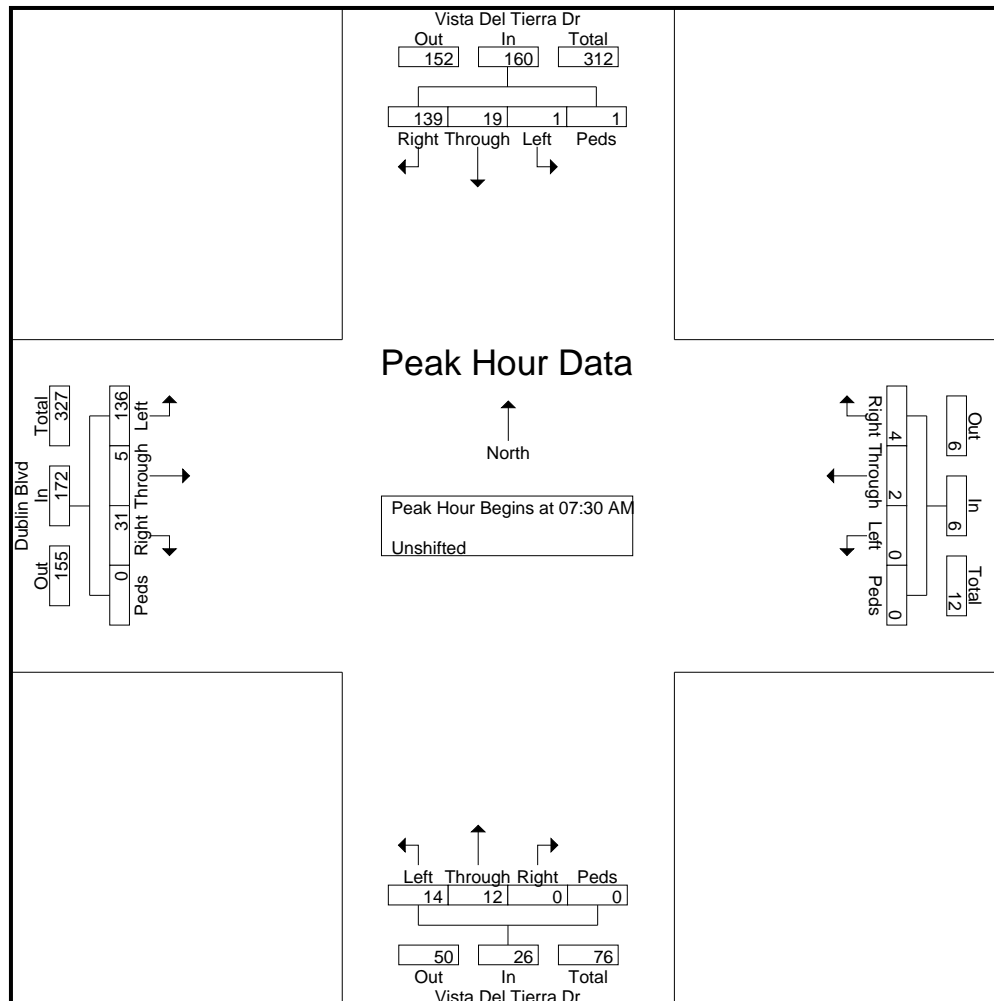 Vista Del Tierra Dr
Out In Total
152 160 312
139 19 1 1
Right Through Left Peds
Peak Hour Data
North
Peak Hour Begins at 07:30 AM
Unshifted
Dublin Blvd
Out In Total
155 172 327
Peds Right Through Left
0 31 5 136
Out In Total
6 6 12
Right Through Left Peds
4 2 0 0
Left Through Right Peds
14 12 0 0
50 26 76
Out In Total
Vista Del Tierra Dr